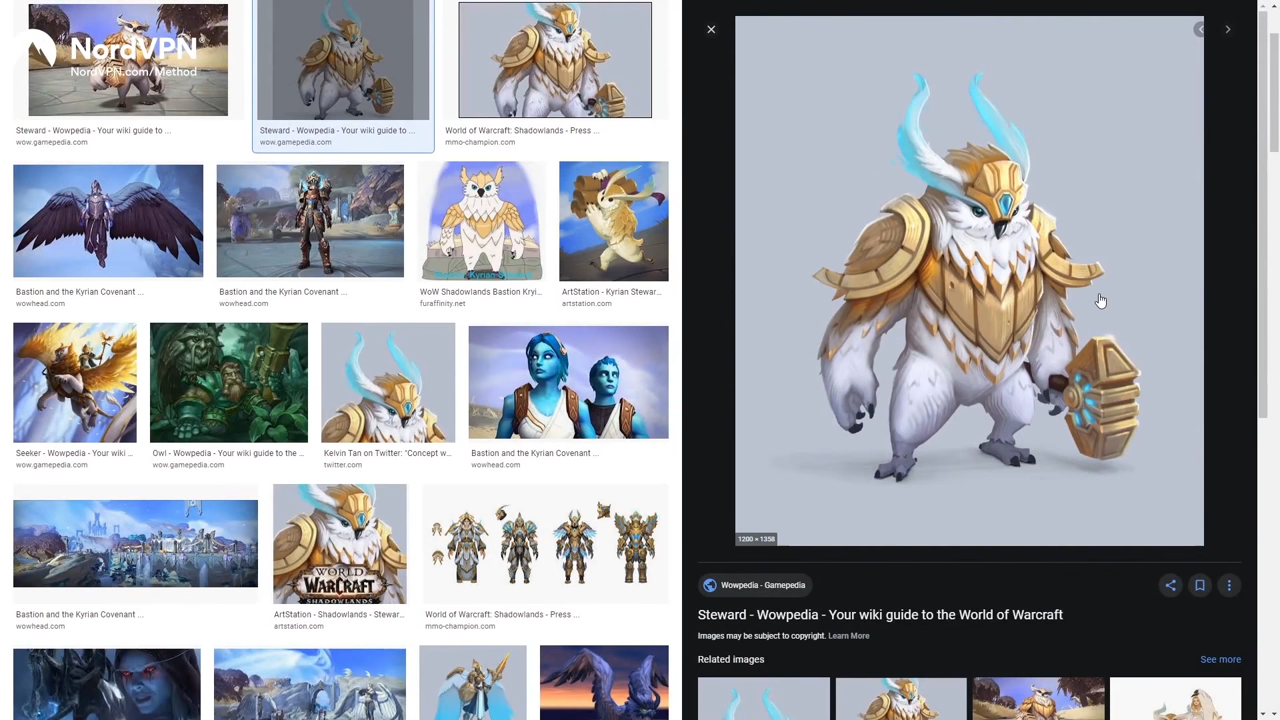 NordVPN®
NordVPN.com/Method
Steward - Wowpedia - Your wiki guide to ...
wow.gamepedia.com
Steward - Wowpedia - Your wiki guide to ...
wow.gamepedia.com
World of Warcraft: Shadowlands - Press ...
mmo-champion.com
Bastion and the Kyrian Covenant ...
wowhead.com
Bastion and the Kyrian Covenant ...
wowhead.com
WoW Shadowlands Bastion Kryi...
furaffinity.net
ArtStation - Kyrian Stewar...
artstation.com
Seeker - Wowpedia - Your wiki ...
wow.gamepedia.com
Owl - Wowpedia - Your wiki guide to the ...
wow.gamepedia.com
Kelvin Tan on Twitter: "Concept w...
twitter.com
Bastion and the Kyrian Covenant ...
wowhead.com
Bastion and the Kyrian Covenant ...
wowhead.com
WORLD
OF
WARCRAFT
SHADOWLANDS
ArtStation - Shadowlands - Stewar...
artstation.com
World of Warcraft: Shadowlands - Press ...
mmo-champion.com
1200 × 1358
Wowpedia - Gamepedia
Steward - Wowpedia - Your wiki guide to the World of Warcraft
Images may be subject to copyright. Learn More
Related images
See more